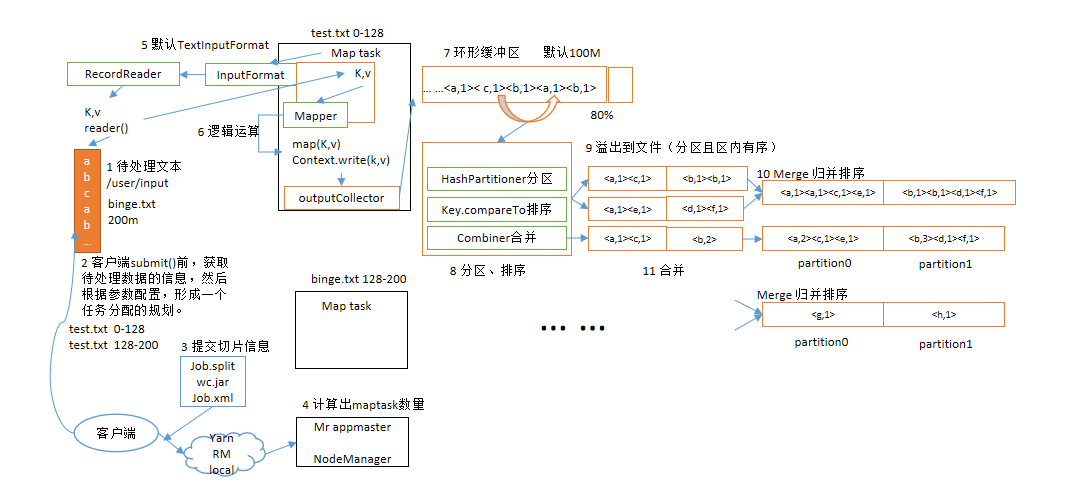 test.txt 0-128
5 默认TextInputFormat
Map task
RecordReader
InputFormat
K,v
K,v
reader()
Mapper
6 逻辑运算
map(K,v)
Context.write(k,v)
outputCollector
a
b
c
a
b
...
1 待处理文本
/user/input
binge.txt
200m
2 客户端submit()前，获取
待处理数据的信息，然后
根据参数配置，形成一个
任务分配的规划。
test.txt 0-128
test.txt 128-200
3 提交切片信息
Job.split
wc.jar
Job.xml
客户端
Yarn
RM
local
4 计算出maptask数量
Mr appmaster
NodeManager
binge.txt 128-200
Map task
7 环形缓冲区 默认100M
... ...<a,1>< c,1><b,1><a,1><b,1>
80%
HashPartitioner分区
Key.compareTo排序
Combiner合并
8 分区、排序
9 溢出到文件（分区且区内有序）
<a,1><c,1> <b,1><b,1>
<a,1><e,1> <d,1><f,1>
<a,1><c,1> <b,2>
11 合并
10 Merge 归并排序
<a,1><a,1><c,1><e,1> <b,1><b,1><d,1><f,1>
<a,2><c,1><e,1> <b,3><d,1><f,1>
partition0 partition1
... ...
Merge 归并排序
<g,1> <h,1>
partition0 partition1